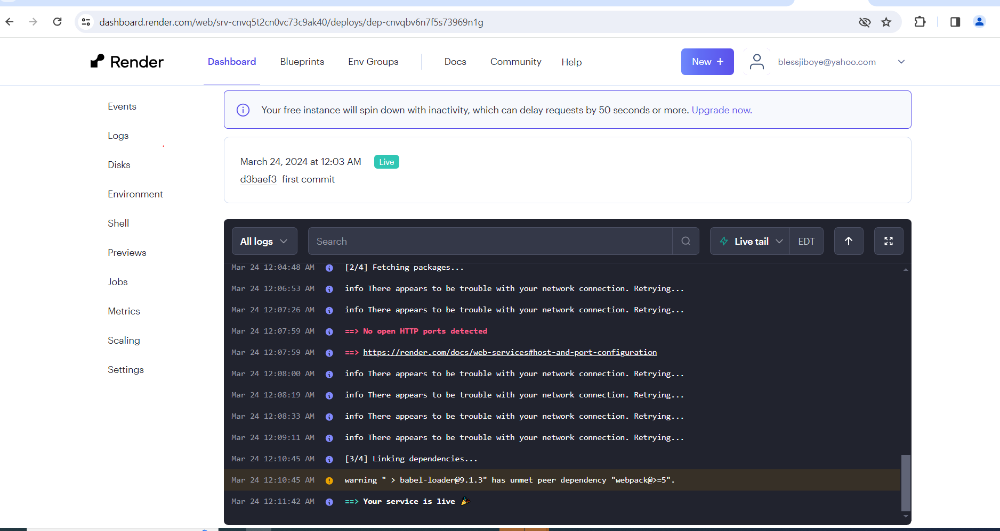 dashboard.render.com/web/srv-cnvq5t2cn0vc73c9ak40/deploys/dep-cnvqbv6n7f5s73969n1g
Render Dashboard Blueprints Env Groups Docs Community Help New + blessjiboye@yahoo.com
Events
Logs
Disks
Environment
Shell
Previews
Jobs
Metrics
Scaling
Settings
Your free instance will spin down with inactivity, which can delay requests by 50 seconds or more. Upgrade now.
March 24, 2024 at 12:03 AM Live
d3baef3 first commit
All logs Search Live tail EDT
Mar 24 12:04:48 AM [2/4] Fetching packages...
Mar 24 12:06:53 AM info There appears to be trouble with your network connection. Retrying...
Mar 24 12:07:26 AM info There appears to be trouble with your network connection. Retrying...
Mar 24 12:07:59 AM ==> No open HTTP ports detected
Mar 24 12:07:59 AM ==> https://render.com/docs/web-services#host-and-port-configuration
Mar 24 12:08:00 AM info There appears to be trouble with your network connection. Retrying...
Mar 24 12:08:19 AM info There appears to be trouble with your network connection. Retrying...
Mar 24 12:08:33 AM info There appears to be trouble with your network connection. Retrying...
Mar 24 12:09:11 AM info There appears to be trouble with your network connection. Retrying...
Mar 24 12:10:45 AM [3/4] Linking dependencies...
Mar 24 12:10:45 AM warning " > babel-loader@9.1.3" has unmet peer dependency "webpack@>=5".
Mar 24 12:11:42 AM ==> Your service is live 🎉